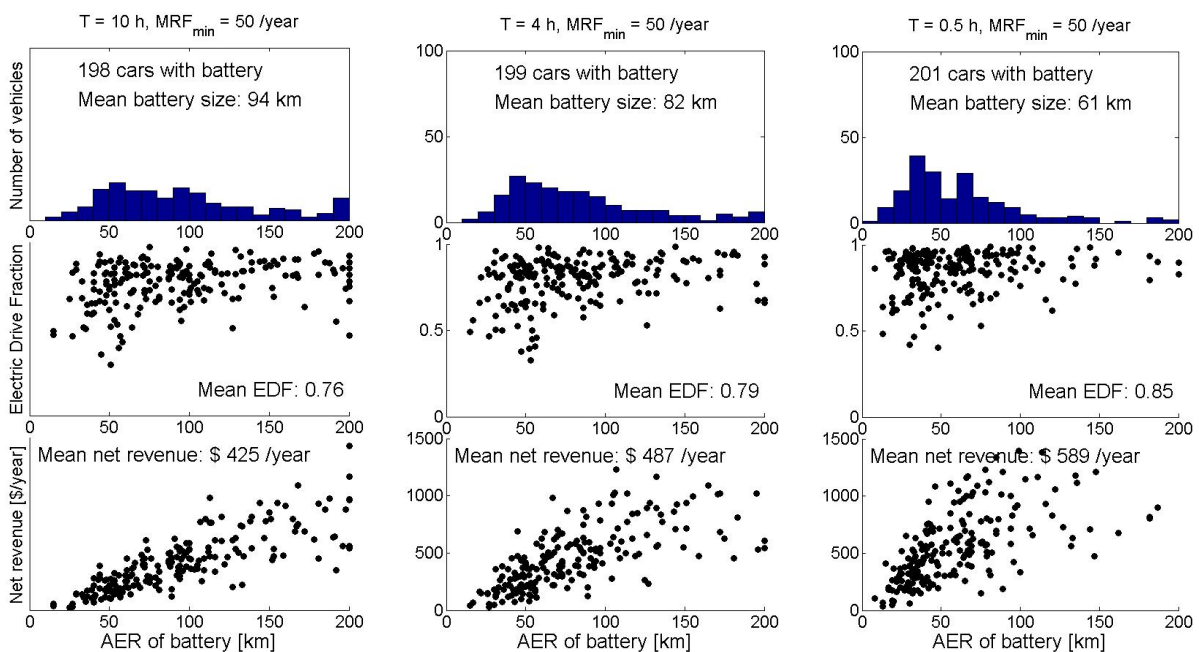 T = 10 h, MRFmin = 50 /year
T = 4 h, MRFmin = 50 /year
T = 0.5 h, MRFmin = 50 /year
Number of vehicles
198 cars with battery
Mean battery size: 94 km
0 50 100 150 200
100
50
0
199 cars with battery
Mean battery size: 82 km
0 50 100 150 200
100
50
0
201 cars with battery
Mean battery size: 61 km
0 50 100 150 200
Electric Drive Fraction
Mean EDF: 0.76
0 50 100 150 200
1
0.5
0
Mean EDF: 0.79
0 50 100 150 200
1
0.5
0
Mean EDF: 0.85
0 50 100 150 200
Net revenue [$/year]
Mean net revenue: $ 425 /year
0 50 100 150 200
AER of battery [km]
1500
1000
500
0
Mean net revenue: $ 487 /year
0 50 100 150 200
AER of battery [km]
1500
1000
500
0
Mean net revenue: $ 589 /year
0 50 100 150 200
AER of battery [km]